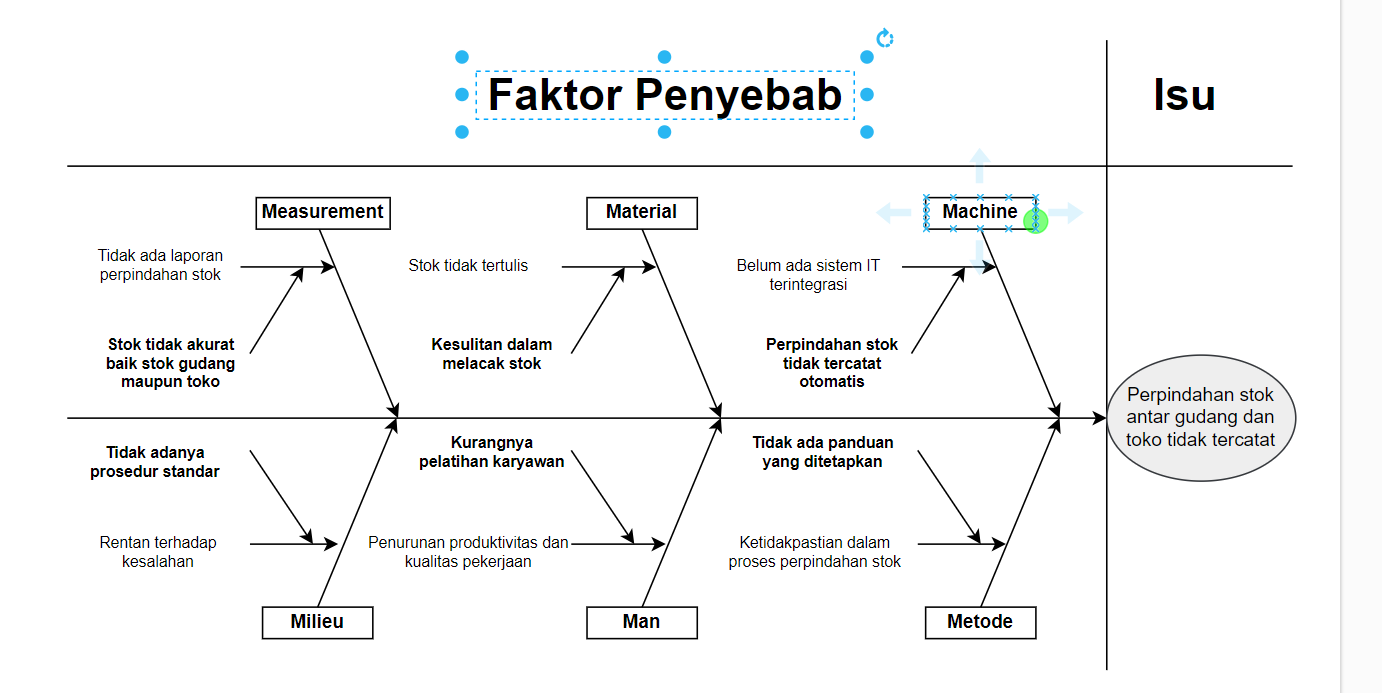 Faktor Penyebab
Isu
Measurement
Material
Machine
Tidak ada laporan
perpindahan stok
Stok tidak tertulis
Belum ada sistem IT
terintegrasi
Stok tidak akurat
baik stok gudang
maupun toko
Kesulitan dalam
melacak stok
Perpindahan stok
tidak tercatat
otomatis
Perpindahan stok
antar gudang dan
toko tidak tercatat
Tidak adanya
prosedur standar
Kurangnya
pelatihan karyawan
Tidak ada panduan
yang ditetapkan
Rentan terhadap
kesalahan
Penurunan produktivitas dan
kualitas pekerjaan
Ketidakpastian dalam
proses perpindahan stok
Milieu
Man
Metode